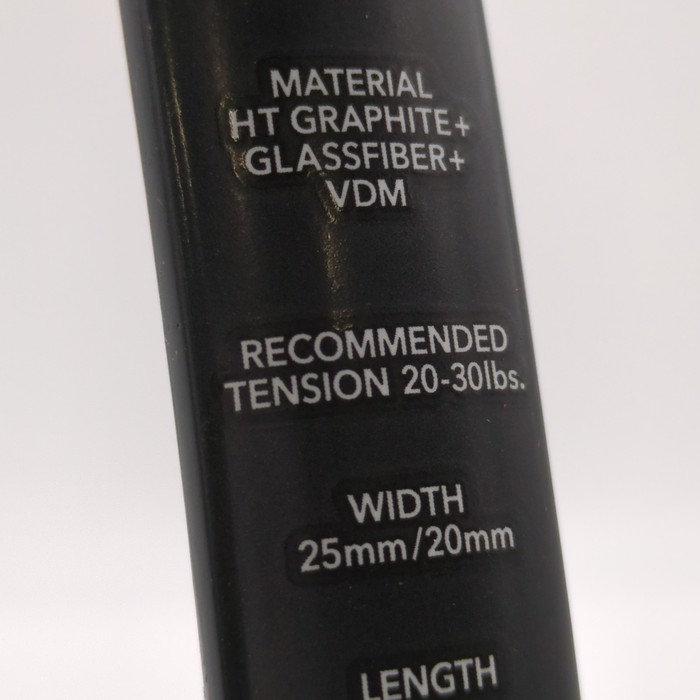 MATERIAL
HT GRAPHITE+
GLASSFIBER+
VDM
RECOMMENDED
TENSION 20-30lbs.
WIDTH
25mm/20mm
LENGTH